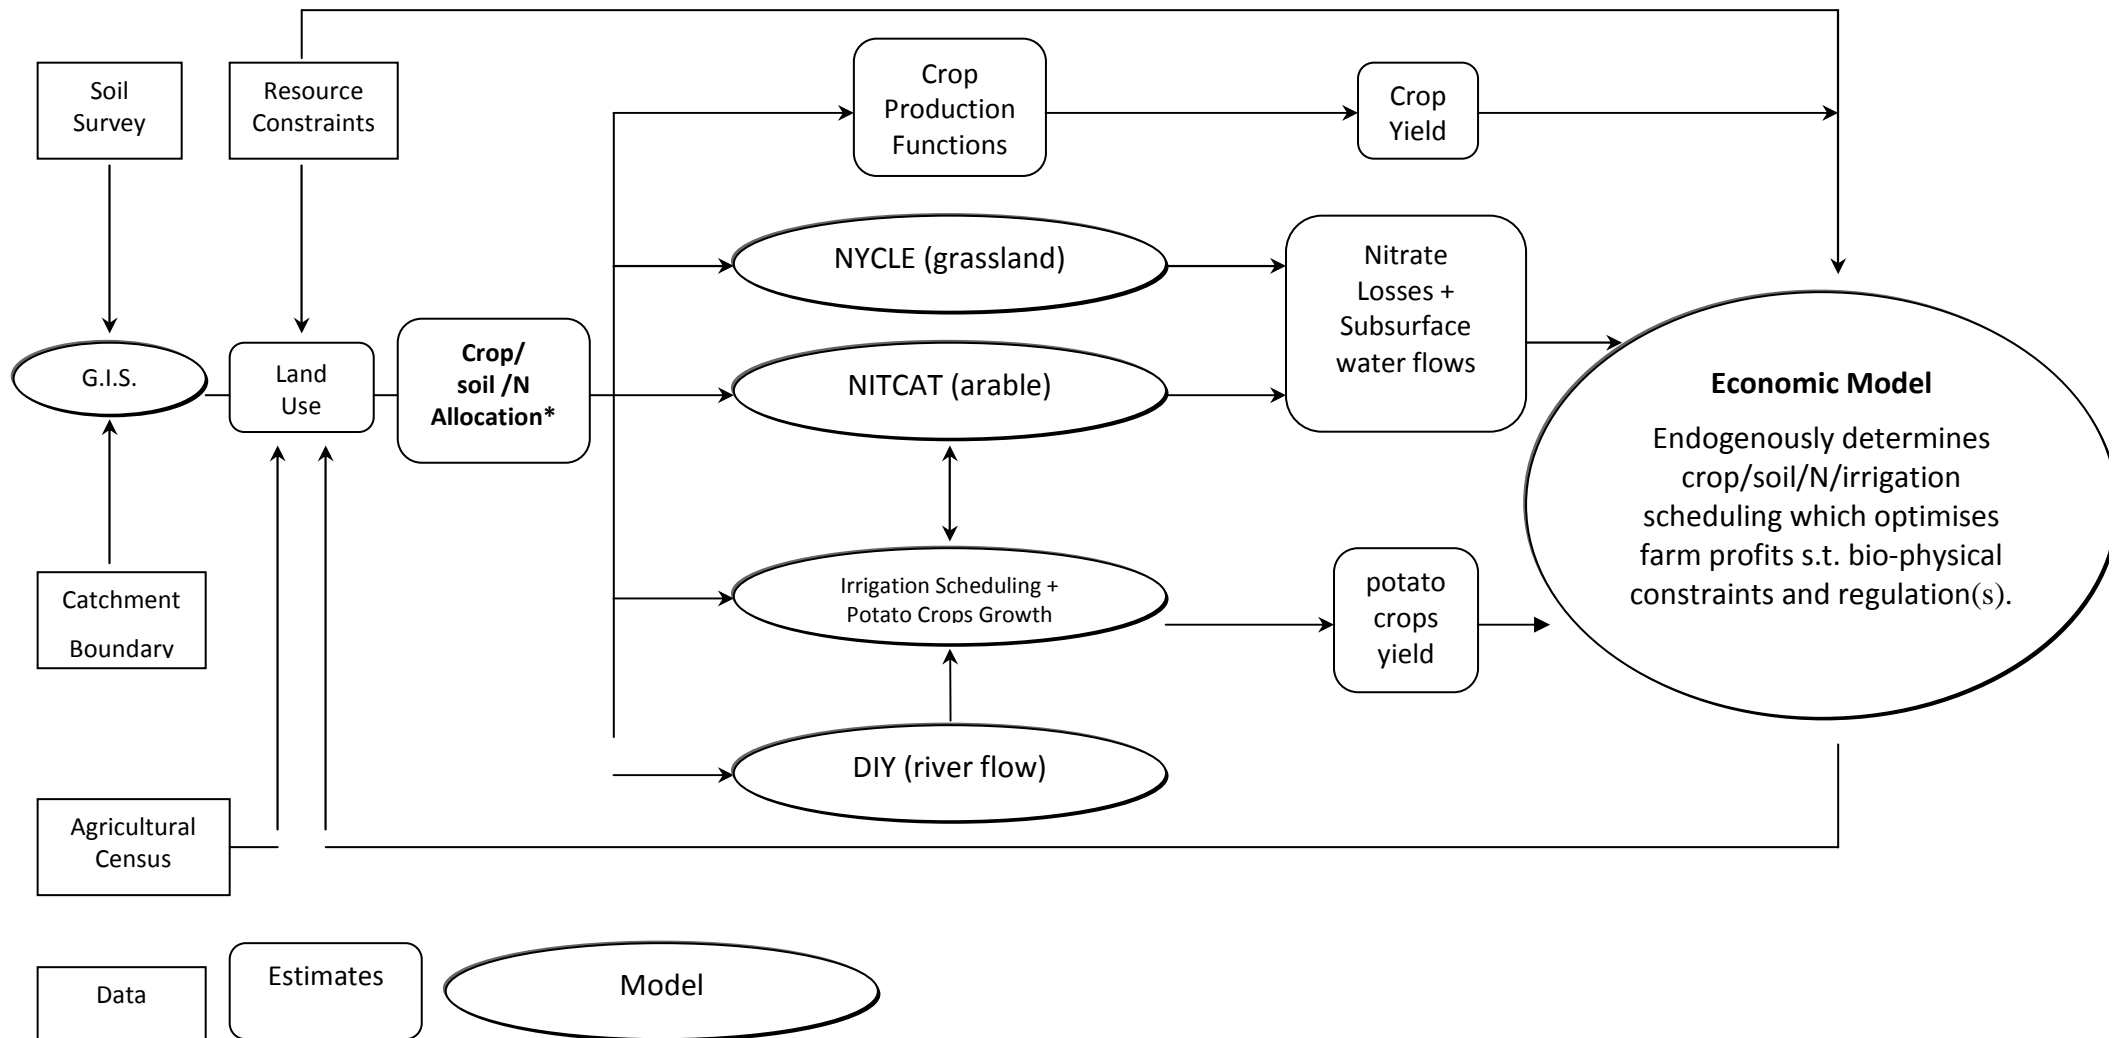 Soil
Survey
Resource
Constraints
Crop
Production
Functions
Crop
Yield
NYCLE (grassland)
Nitrate
Losses +
Subsurface
water flows
G.I.S.
Land
Use
Crop/
soil /N
Allocation*
NITCAT (arable)
Economic Model
Endogenously determines
crop/soil/N/irrigation
scheduling which optimises
farm profits s.t. bio-physical
constraints and regulation(s).
Catchment
Boundary
Irrigation Scheduling +
Potato Crops Growth
potato
crops
yield
DIY (river flow)
Agricultural
Census
Data
Estimates
Model